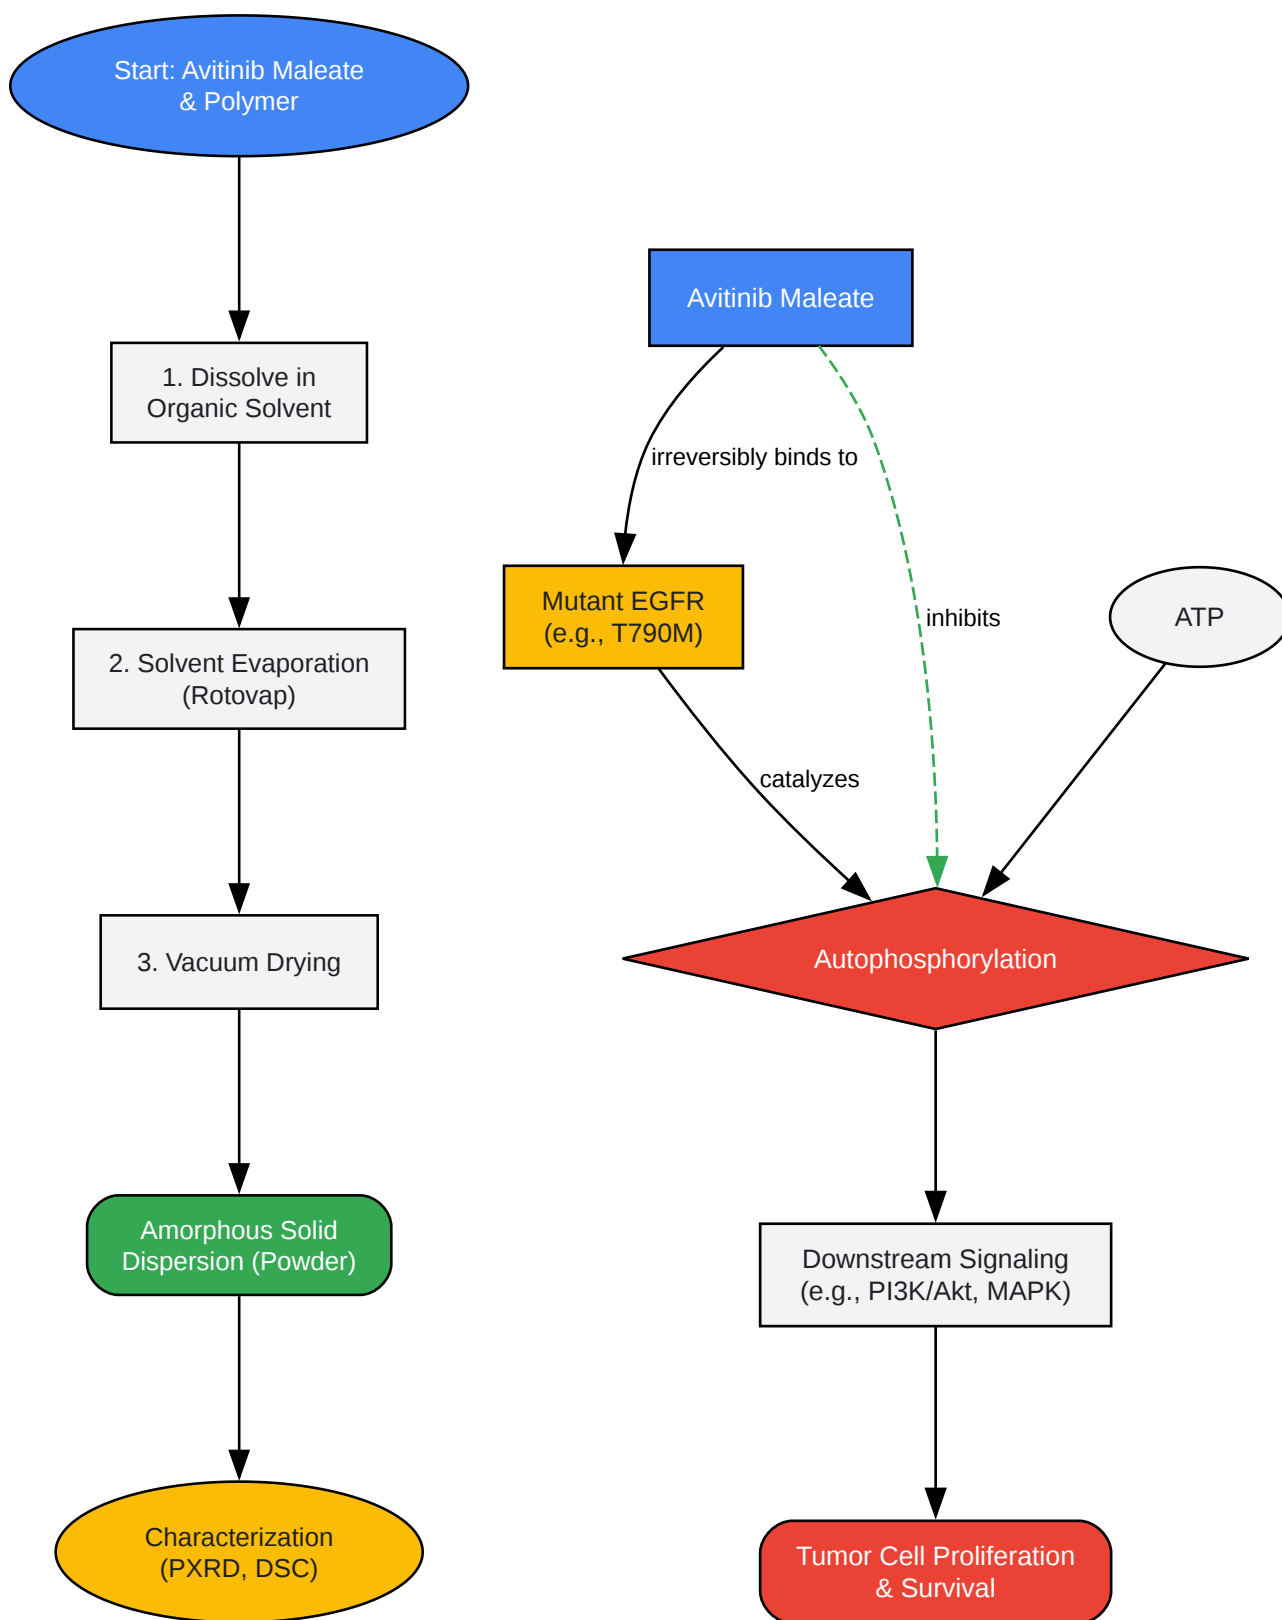 Start: Avitinib Maleate
& Polymer
1. Dissolve in
Organic Solvent
2. Solvent Evaporation
(Rotovap)
3. Vacuum Drying
Amorphous Solid
Dispersion (Powder)
Characterization
(PXRD, DSC)
Avitinib Maleate
irreversibly binds to
Mutant EGFR
(e.g., T790M)
inhibits
ATP
catalyzes
Autophosphorylation
Downstream Signaling
(e.g., PI3K/Akt, MAPK)
Tumor Cell Proliferation
& Survival